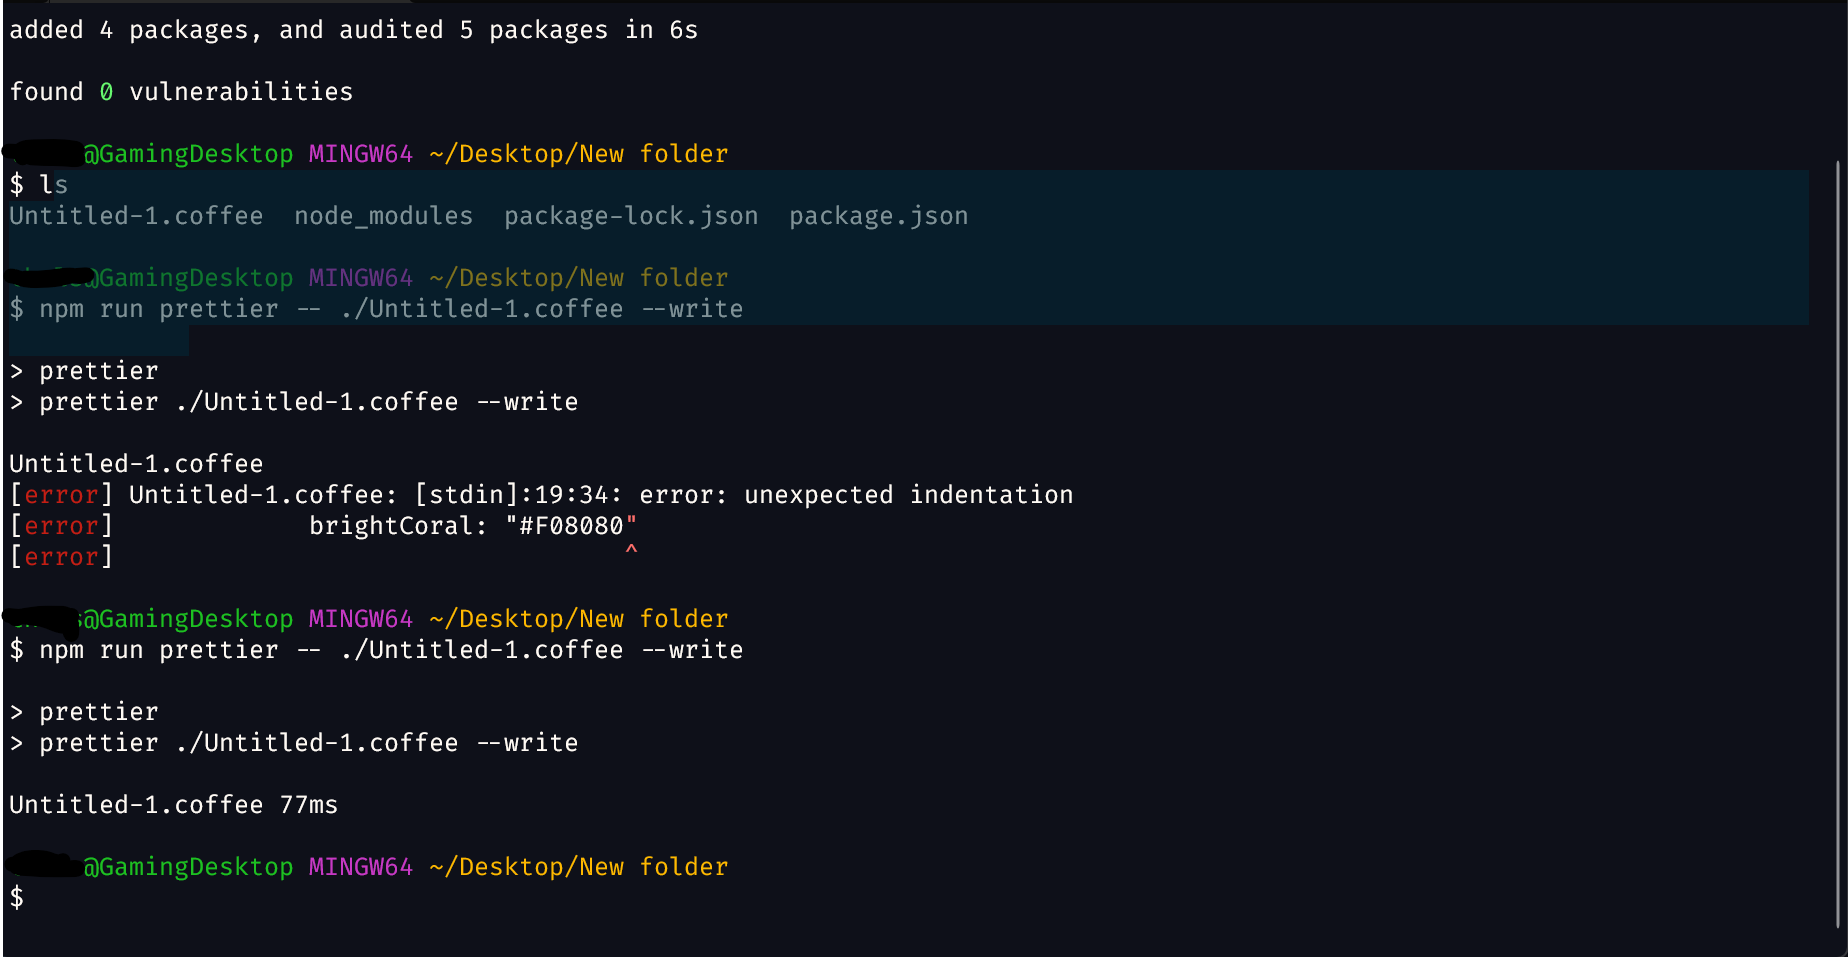 added 4 packages, and audited 5 packages in 6s
found 0 vulnerabilities
@GamingDesktop MINGW64 ~/Desktop/New folder
$ ls
Untitled-1.coffee  node_modules  package-lock.json  package.json
@GamingDesktop MINGW64 ~/Desktop/New folder
$ npm run prettier -- ./Untitled-1.coffee --write
> prettier
> prettier ./Untitled-1.coffee --write
Untitled-1.coffee
[error] Untitled-1.coffee: [stdin]:19:34: error: unexpected indentation
[error]             brightCoral: "#F08080"
[error]                                  ^
s@GamingDesktop MINGW64 ~/Desktop/New folder
$ npm run prettier -- ./Untitled-1.coffee --write
> prettier
> prettier ./Untitled-1.coffee --write
Untitled-1.coffee 77ms
@GamingDesktop MINGW64 ~/Desktop/New folder
$